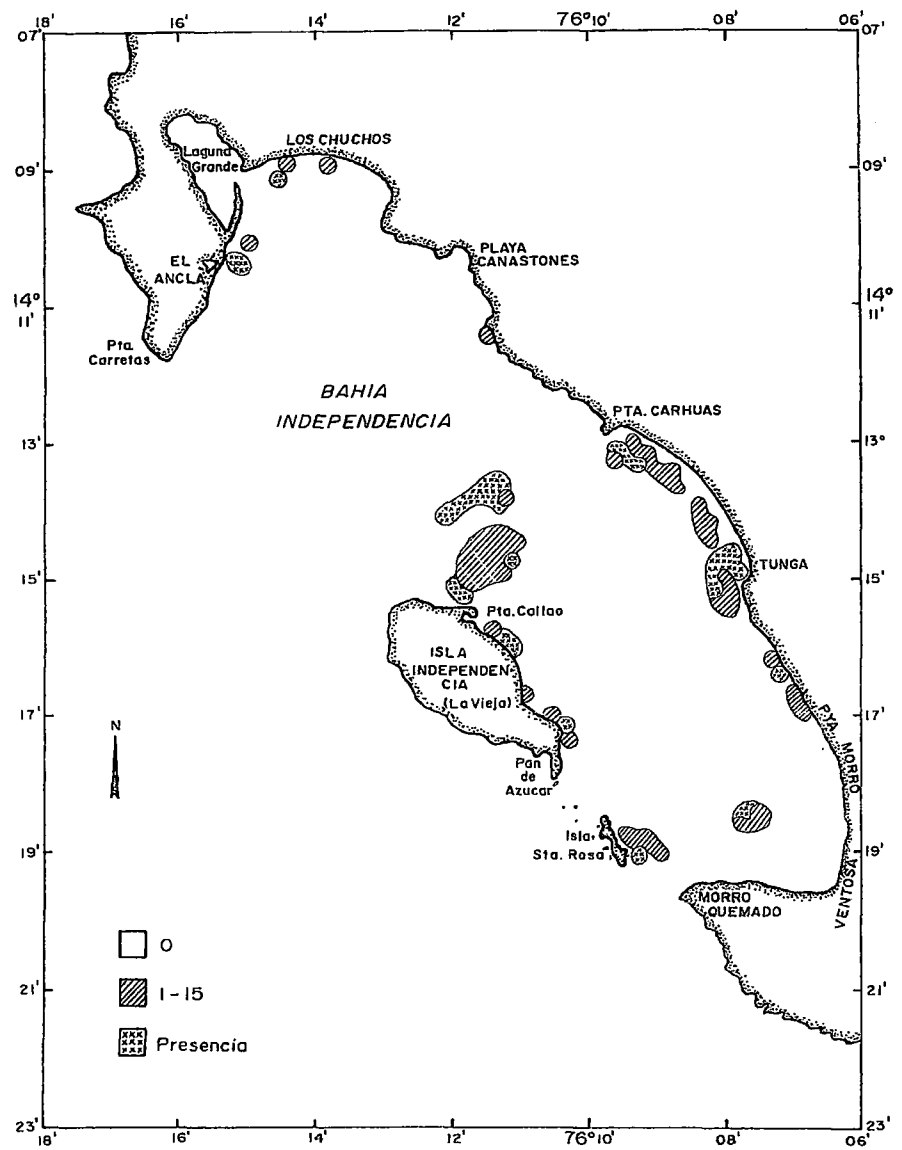 18' 16' 14' 12' 76°10' 08' 06'
07' 07'
LOS CHUCHOS
Laguna
Grande
09' 09'
PLAYA
CANASTONES
EL
ANCLA
14° 14°
11' 11'
Pta.
Carretas
BAHIA
INDEPENDENCIA
PTA. CARHUAS
13' 13°
TUNGA
15' 15'
Pta. Callao
ISLA
INDEPENDEN-
CIA
(La Vieja)
17' 17'
PYA MORRO
N
Pan
de
Azucar
Isla
Sta. Rosa
19' 19'
VENTOSA
MORRO
QUEMADO
0
1-15
21' 21'
Presencia
23' 23'
18' 16' 14' 12' 76°10' 08' 06'